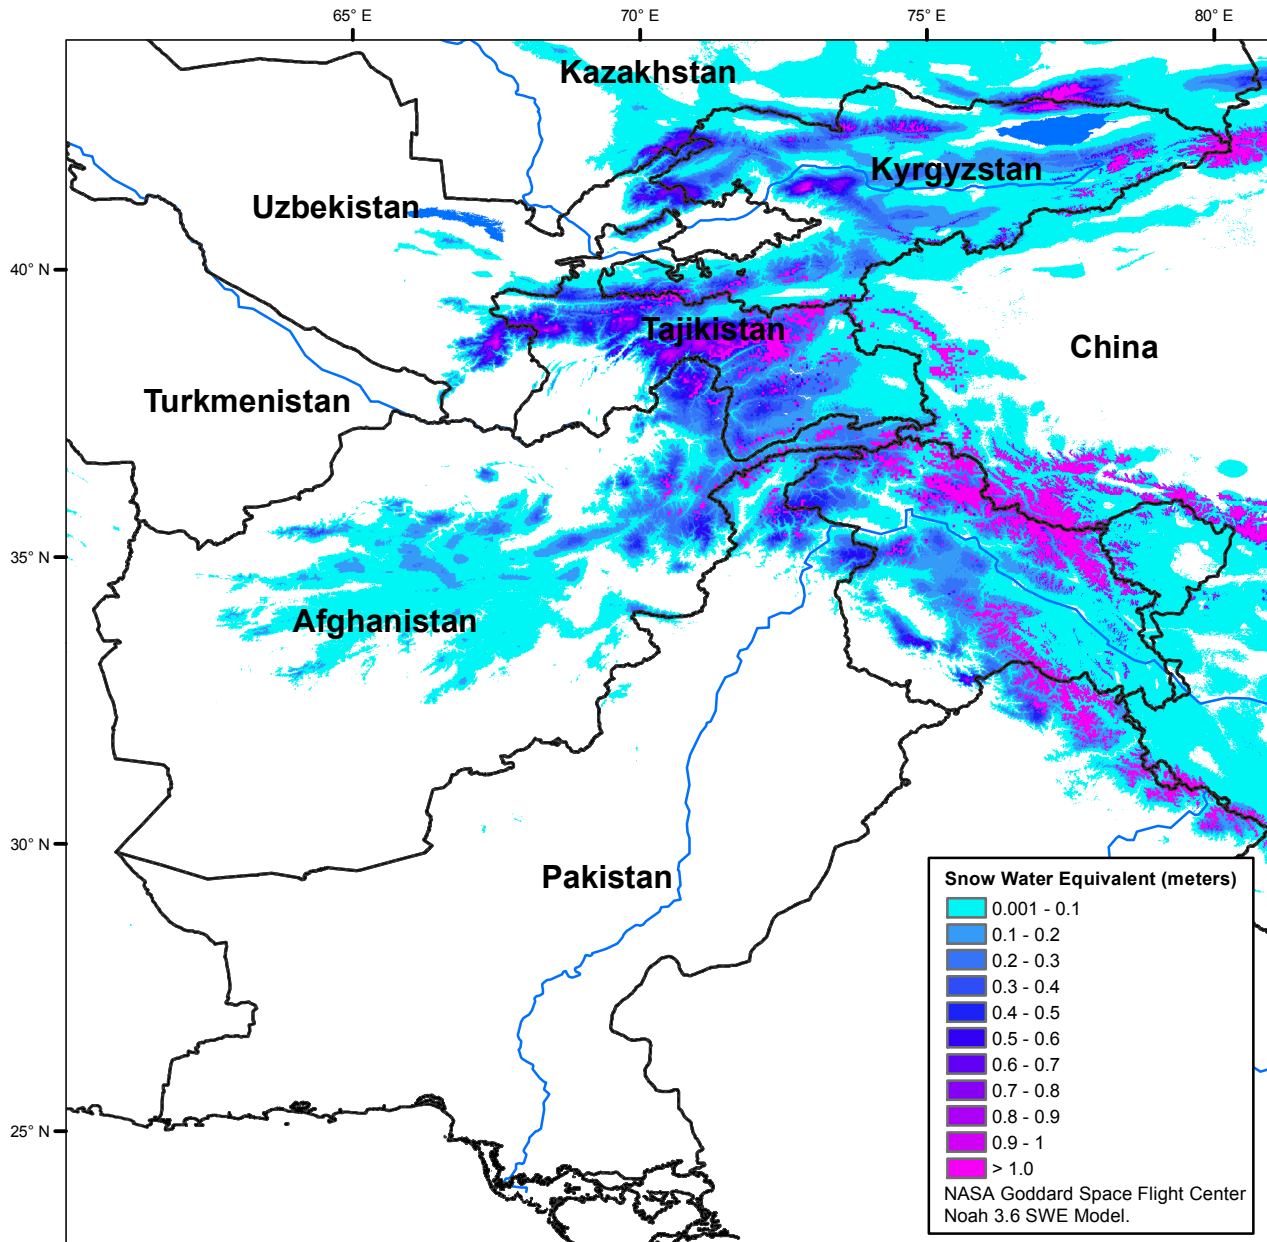 65° E
70° E
75° E
80° E
Kazakhstan
Kyrgyzstan
Uzbekistan
40° N
Tajikistan
China
Turkmenistan
35° N
Afghanistan
30° N
Pakistan
25° N
Snow Water Equivalent (meters)
0.001 - 0.1
0.1 - 0.2
0.2 - 0.3
0.3 - 0.4
0.4 - 0.5
0.5 - 0.6
0.6 - 0.7
0.7 - 0.8
0.8 - 0.9
0.9 - 1
> 1.0
NASA Goddard Space Flight Center
Noah 3.6 SWE Model.